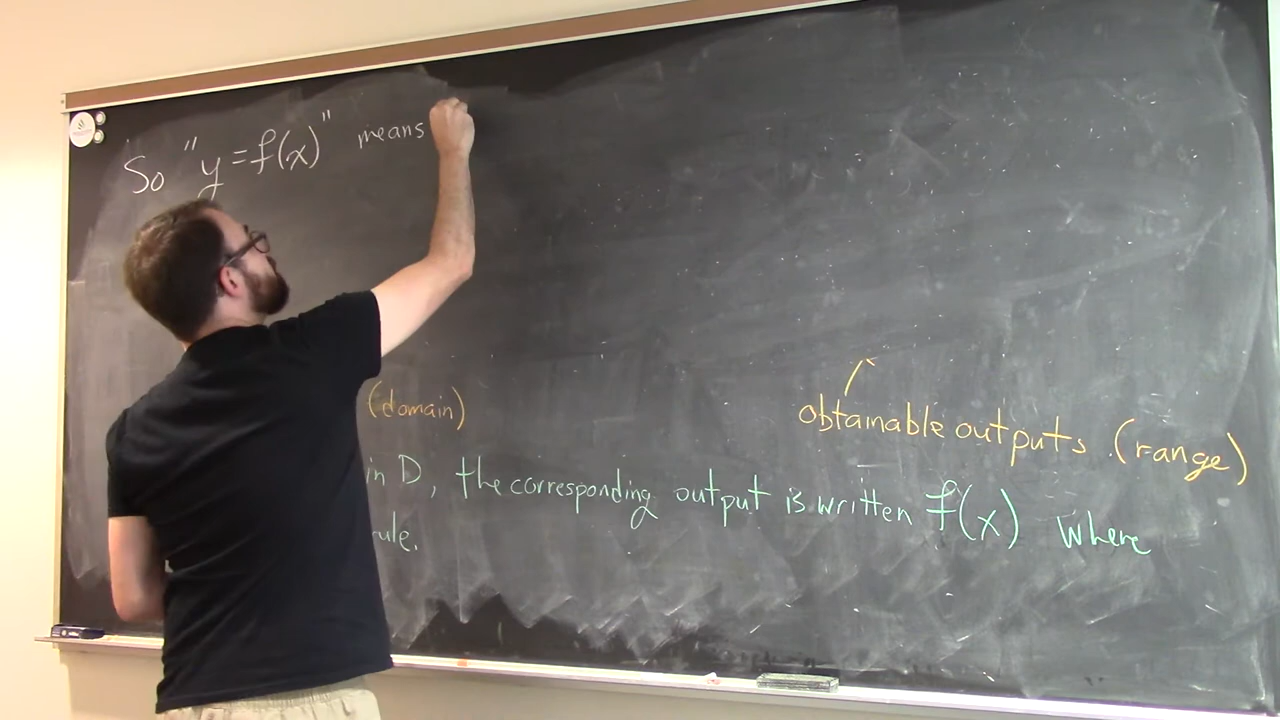 So "y = f(x)" means
(domain)
obtainable outputs (range)
in D, the corresponding output is written f(x) where
rule.